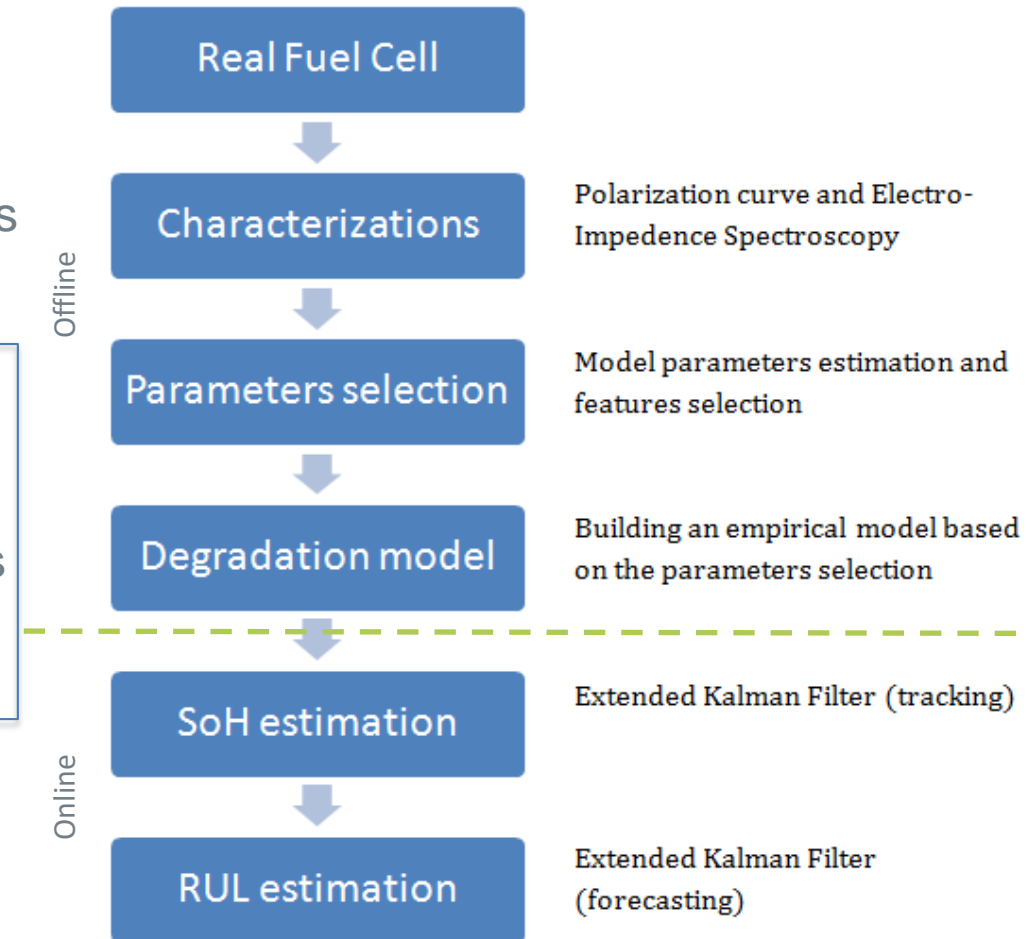 Real Fuel Cell
Characterizations
Polarization curve and Electro-
Impedence Spectroscopy
s
Offline
Parameters selection
Model parameters estimation and
features selection
Degradation model
Building an empirical model based
on the parameters selection
s
SoH estimation
Extended Kalman Filter (tracking)
Online
RUL estimation
Extended Kalman Filter
(forecasting)